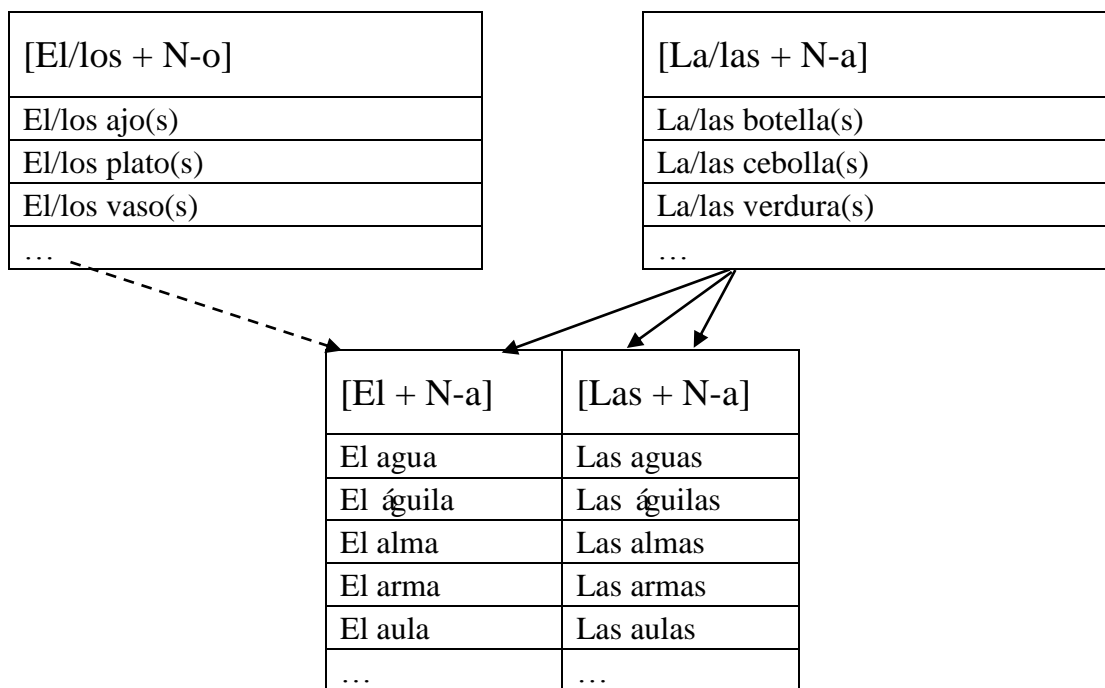 [El/los + N-o]
El/los ajo(s)
El/los plato(s)
El/los vaso(s)
…
[La/las + N-a]
La/las botella(s)
La/las cebolla(s)
La/las verdura(s)
…
[El + N-a] [Las + N-a]
El agua Las aguas
El águila Las águilas
El alma Las almas
El arma Las armas
El aula Las aulas
… …